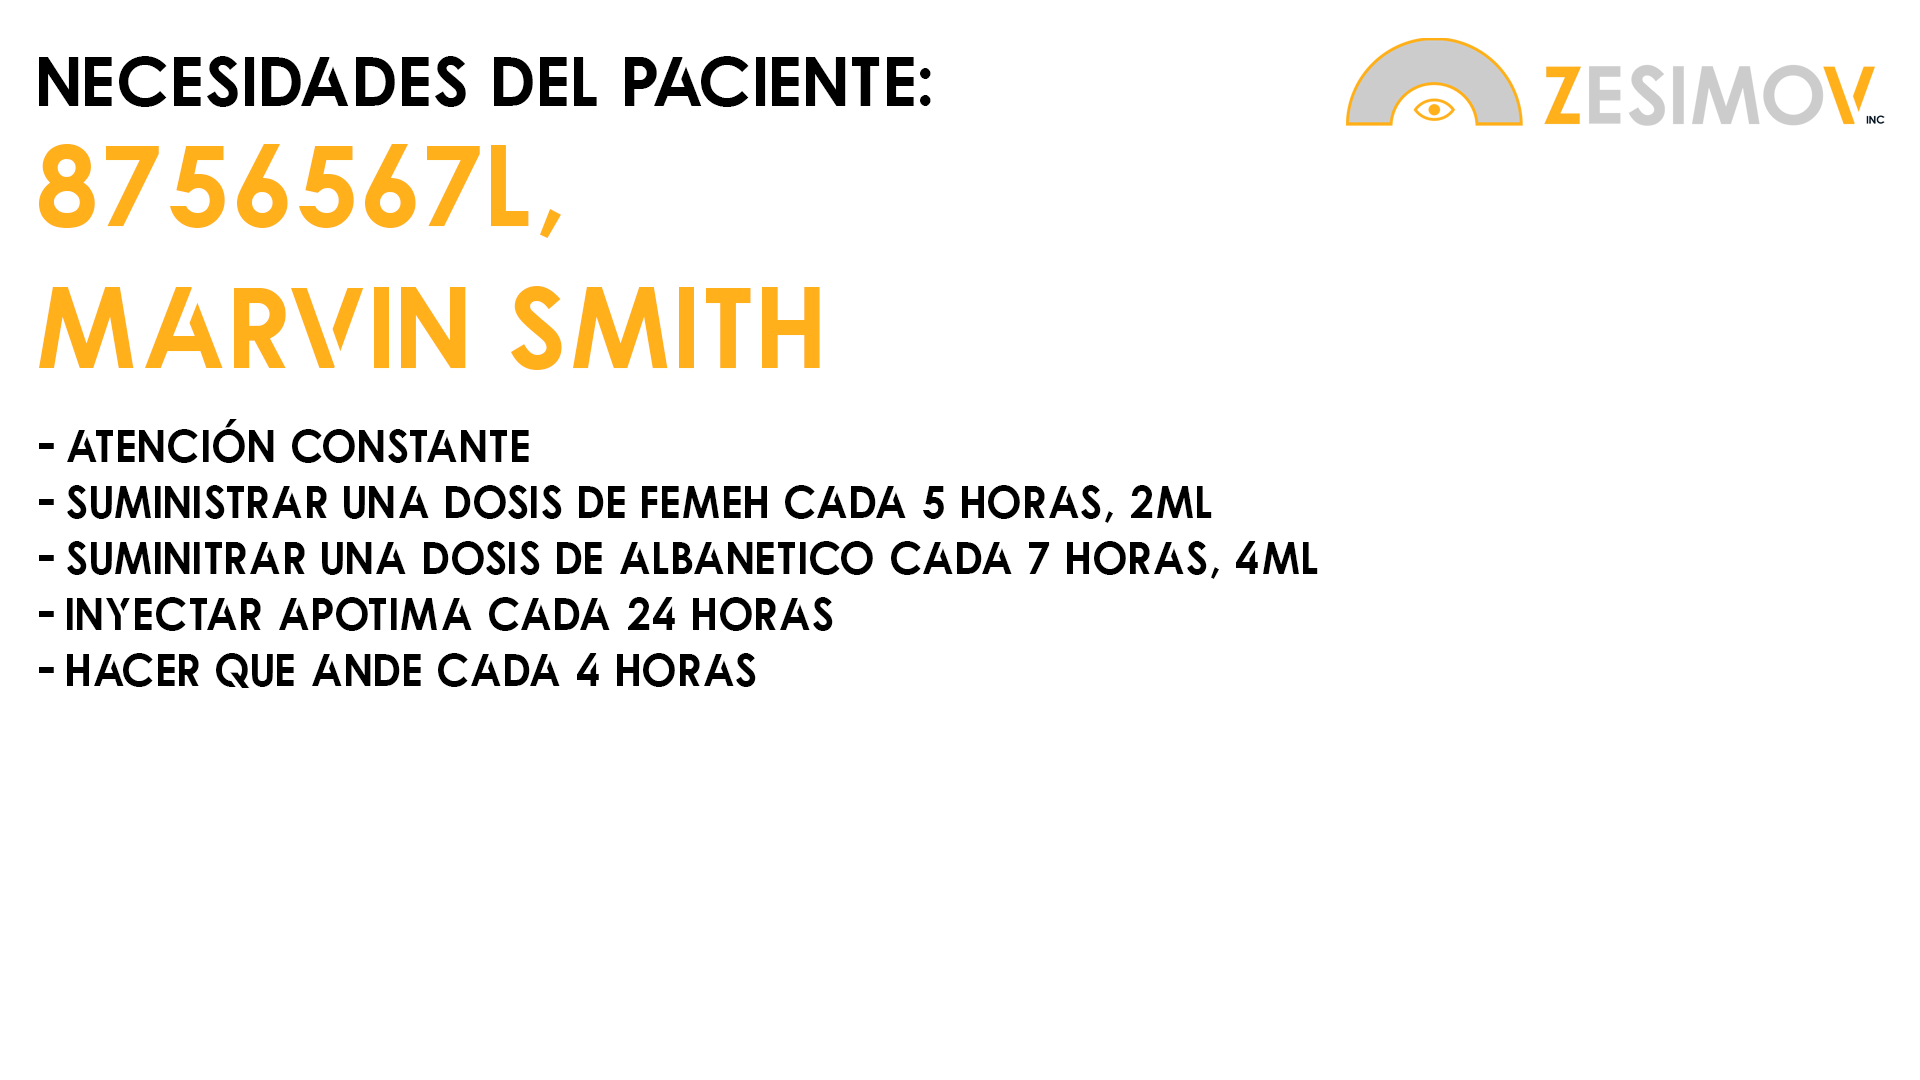 NECESIDADES DEL PACIENTE:
ZESIMOV INC
8756567L,
MARVIN SMITH
- ATENCIÓN CONSTANTE
- SUMINISTRAR UNA DOSIS DE FEMEH CADA 5 HORAS, 2ML
- SUMINITRAR UNA DOSIS DE ALBANETICO CADA 7 HORAS, 4ML
- INYECTAR APOTIMA CADA 24 HORAS
- HACER QUE ANDE CADA 4 HORAS